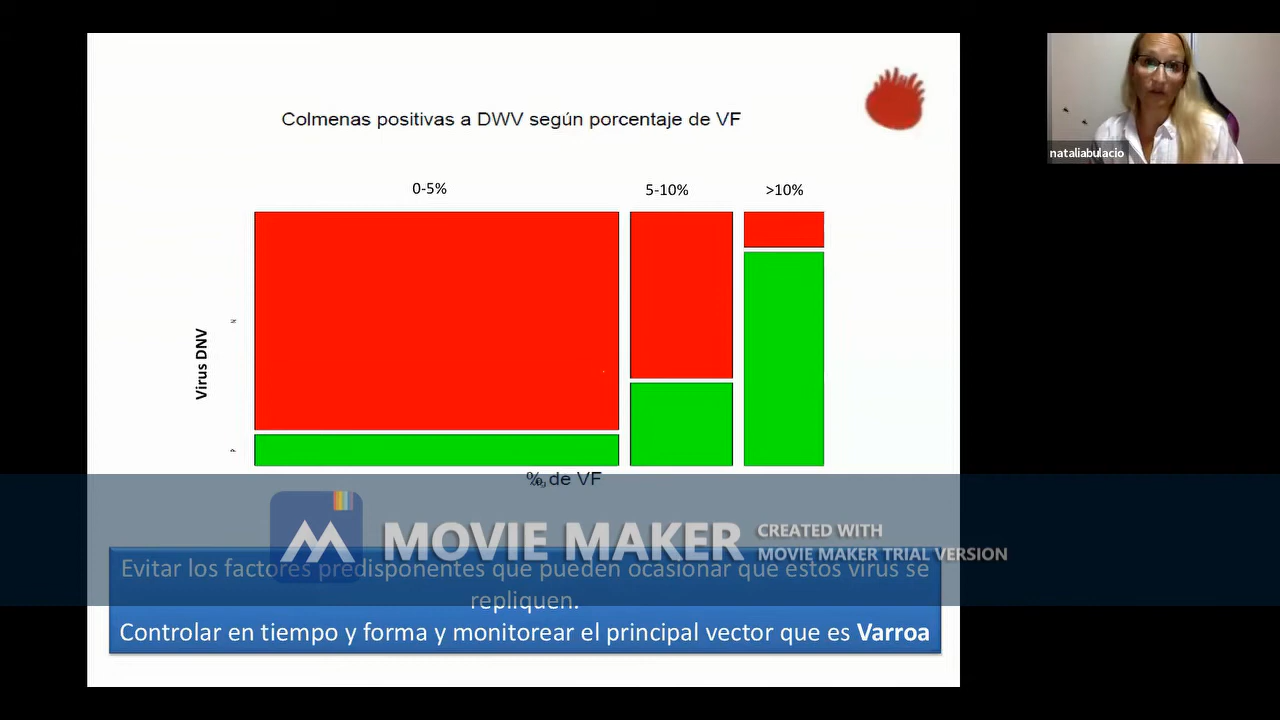 Colmenas positivas a DWV según porcentaje de VF
0-5%
5-10%
>10%
Virus DNV
N
P
% de VF
nataliabulacio
MOVIE MAKER
CREATED WITH
MOVIE MAKER TRIAL VERSION
Evitar los factores predisponentes que pueden ocasionar que estos virus se
repliquen.
Controlar en tiempo y forma y monitorear el principal vector que es Varroa